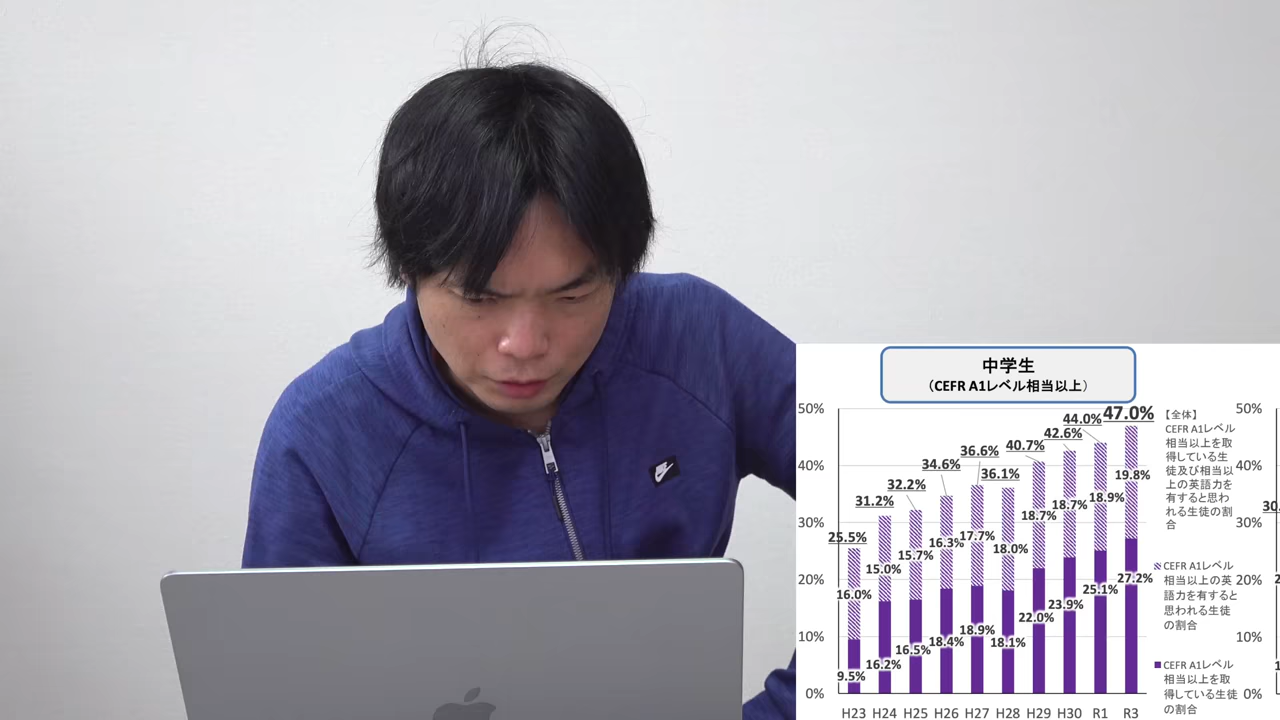 中学生
（CEFR A1レベル相当以上）
50%
40%
30%
20%
10%
0%
25.5%
31.2%
32.2%
34.6%
36.6%
36.1%
40.7%
42.6%
44.0%
47.0%
16.0%
15.0%
15.7%
16.3%
17.7%
18.0%
18.7%
18.7%
18.9%
19.8%
9.5%
16.2%
16.5%
18.4%
18.9%
18.1%
22.0%
23.9%
25.1%
27.2%
H23 H24 H25 H26 H27 H28 H29 H30 R1 R3
【全体】
CEFR A1レベル
相当以上を取
得している生
徒及び相当以
上の英語力を
有すると思わ
れる生徒の割
合
CEFR A1レベル
相当以上の英
語力を有すると
思われる生徒
の割合
CEFR A1レベル
相当以上を取
得している生徒
の割合
50%
40%
30%
20%
10%
0%
30.